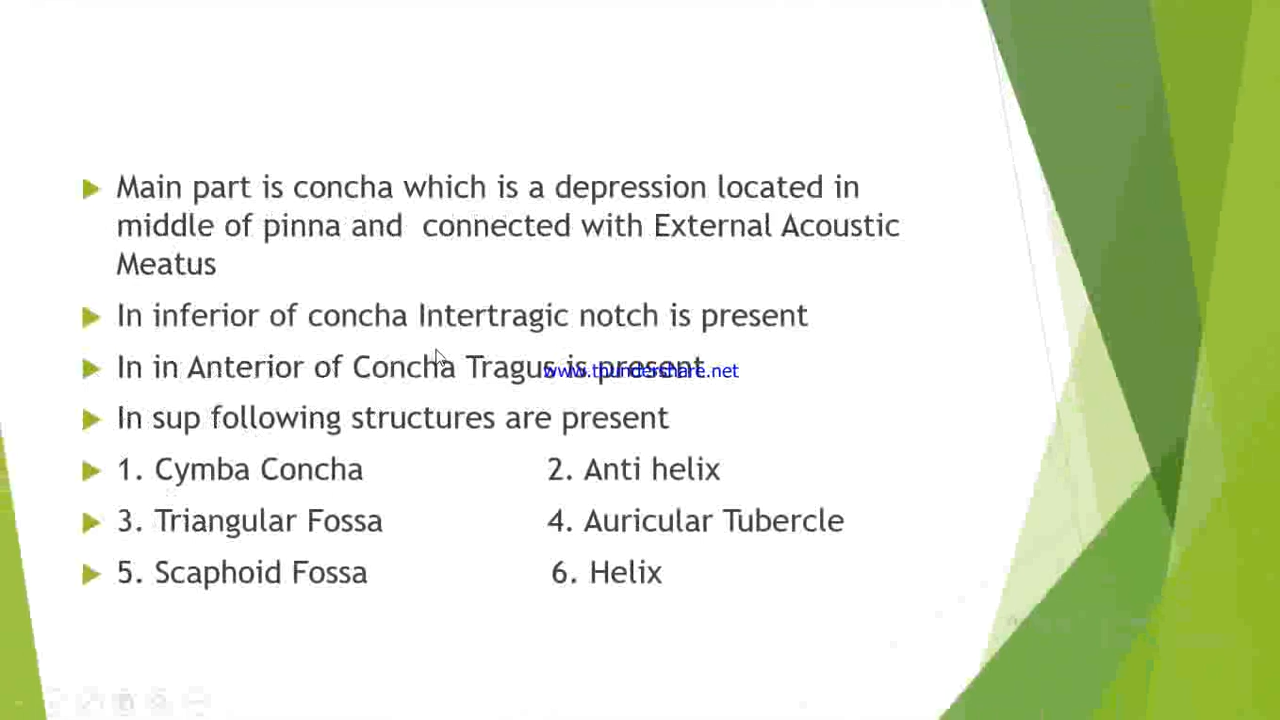 Main part is concha which is a depression located in
middle of pinna and connected with External Acoustic
Meatus
In inferior of concha Intertragic notch is present
In in Anterior of Concha Tragus is present
www.thundershare.net
In sup following structures are present
1. Cymba Concha 2. Anti helix
3. Triangular Fossa 4. Auricular Tubercle
5. Scaphoid Fossa 6. Helix